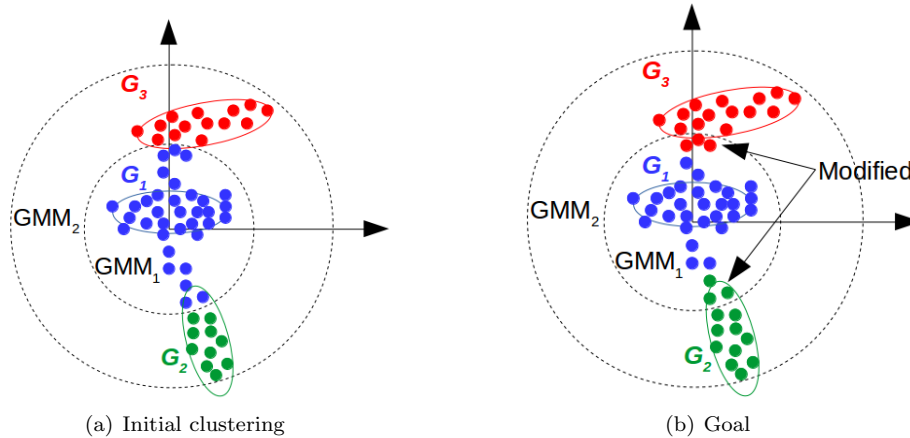 G3
G1
GMM2
GMM1
G2
(a) Initial clustering
G3
G1
Modified
GMM2
GMM1
G2
(b) Goal